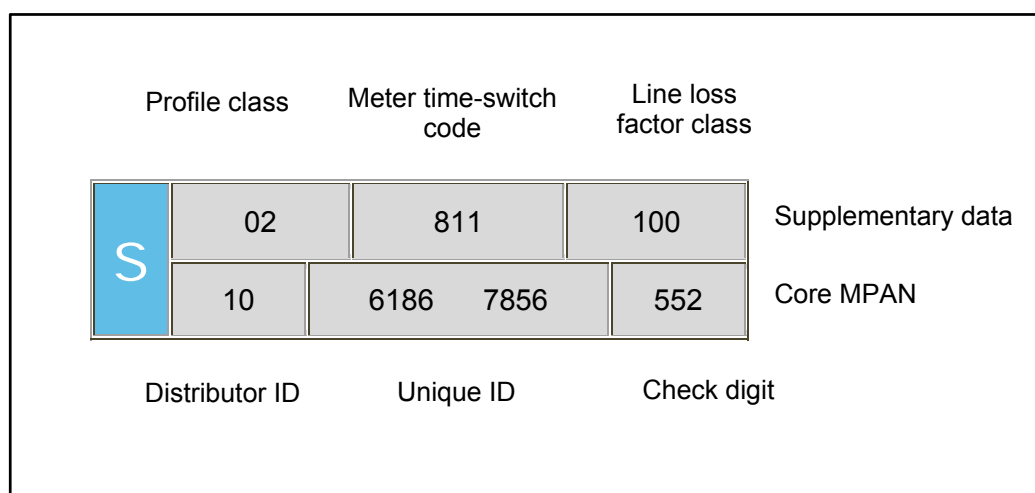 Profile class
Meter time-switch
code
Line loss
factor class
S
02 811 100
Supplementary data
10 6186 7856 552
Core MPAN
Distributor ID Unique ID Check digit